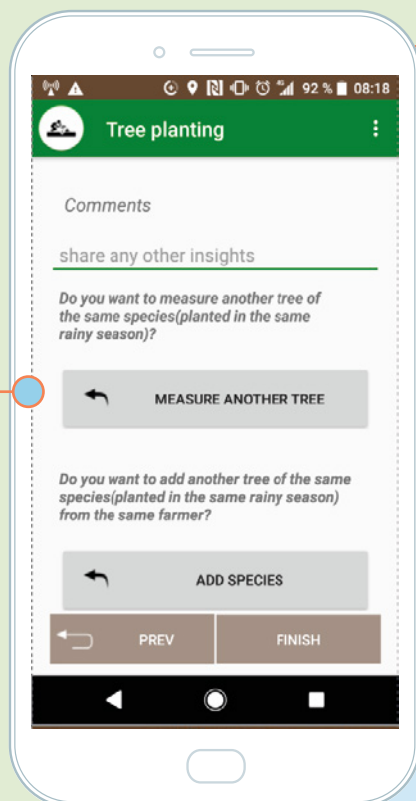 92 % 08:18
Tree planting
Comments
share any other insights
Do you want to measure another tree of
the same species(planted in the same
rainy season)?
MEASURE ANOTHER TREE
Do you want to add another tree of the same
species(planted in the same rainy season)
from the same farmer?
ADD SPECIES
PREV FINISH